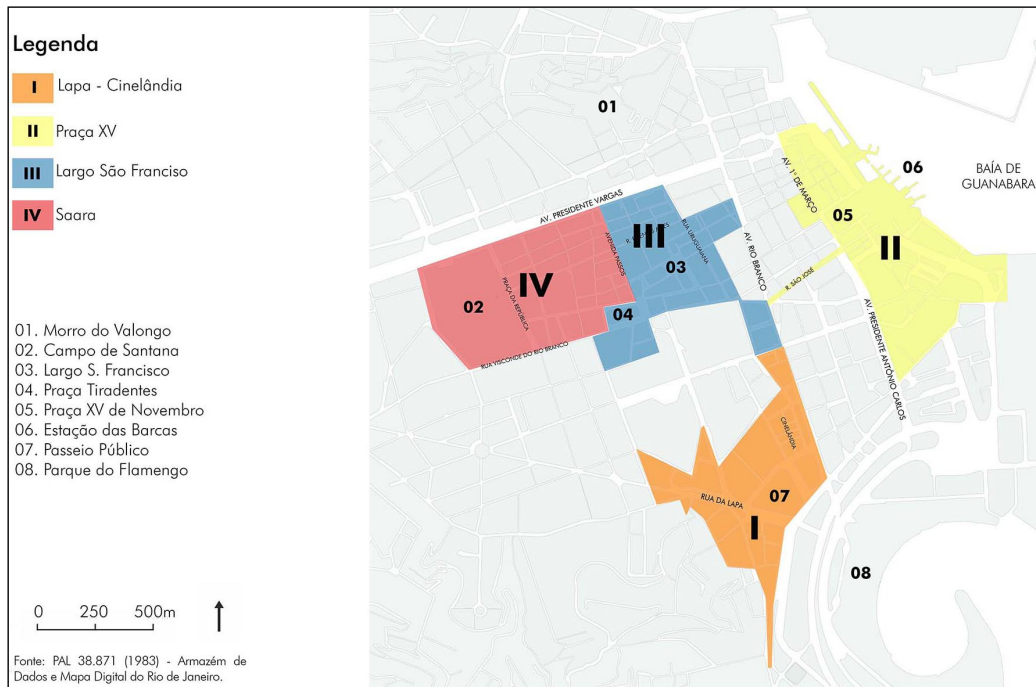 Legenda
I Lapa - Cinelândia
II Praça XV
III Largo São Franciso
IV Saara
01. Morro do Valongo
02. Campo de Santana
03. Largo S. Francisco
04. Praça Tiradentes
05. Praça XV de Novembro
06. Estação das Barcas
07. Passeio Público
08. Parque do Flamengo
0 250 500m
Fonte: PAL 38.871 (1983) - Armazém de
Dados e Mapa Digital do Rio de Janeiro.
01
06
BAÍA DE
GUANABARA
AV. 1º DE MARÇO
AV. PRESIDENTE VARGAS
05
III
RUA URUGUAIANA
AV. RIO BRANCO
II
AVENIDA PASSOS
03
R. SÃO JOSÉ
IV
PRAÇA DA REPÚBLICA
02
04
RUA VISCONDE DO RIO BRANCO
AV. PRESIDENTE ANTÔNIO CARLOS
CINELÂNDIA
07
RUA DA LAPA
I
08